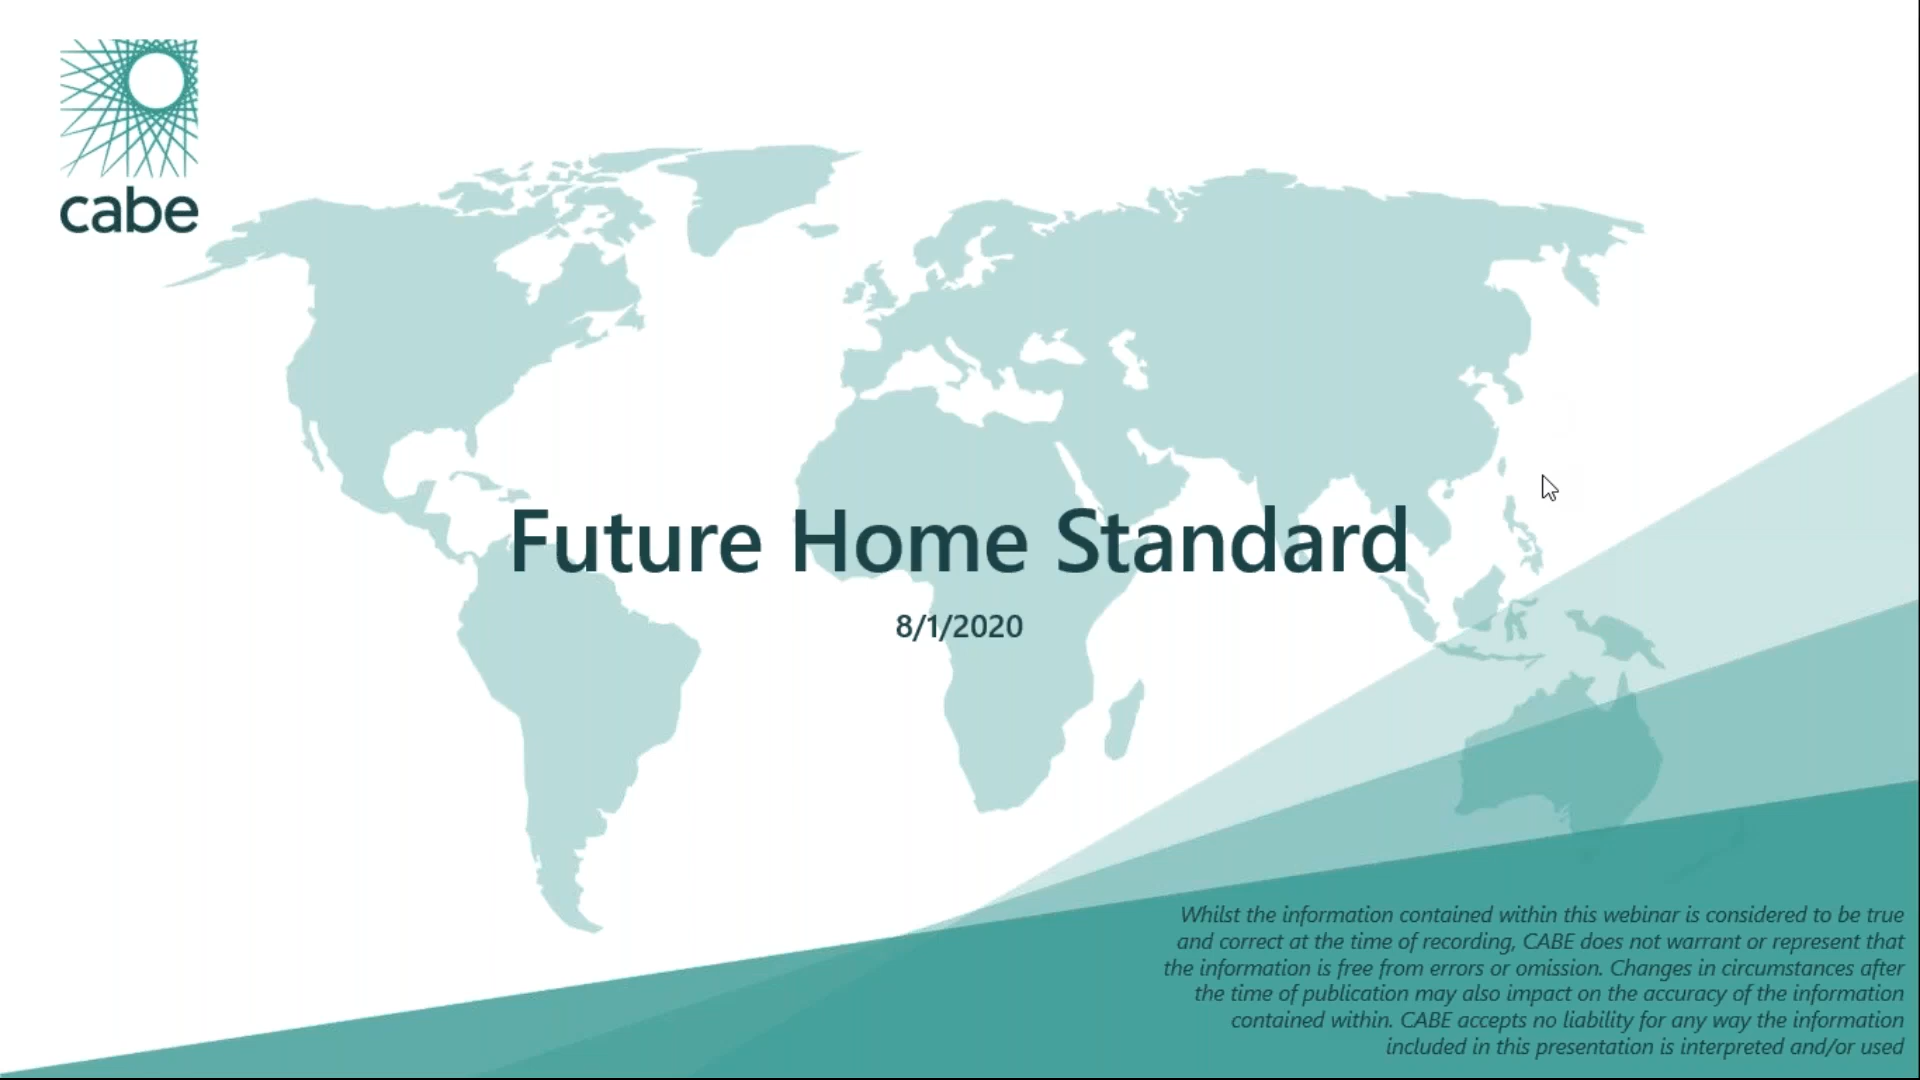 cabe
Future Home Standard
8/1/2020
Whilst the information contained within this webinar is considered to be true
and correct at the time of recording, CABE does not warrant or represent that
the information is free from errors or omission. Changes in circumstances after
the time of publication may also impact on the accuracy of the information
contained within. CABE accepts no liability for any way the information
included in this presentation is interpreted and/or used